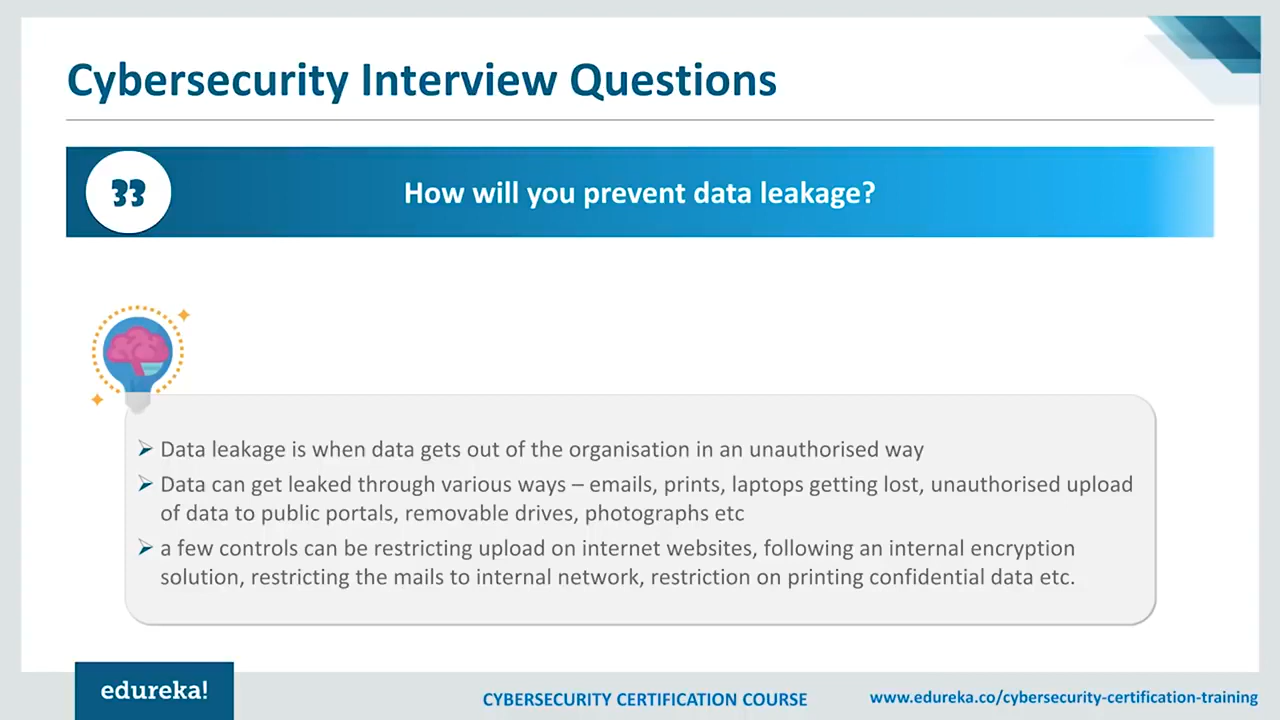 Cybersecurity Interview Questions
33
How will you prevent data leakage?
Data leakage is when data gets out of the organisation in an unauthorised way
Data can get leaked through various ways – emails, prints, laptops getting lost, unauthorised upload
of data to public portals, removable drives, photographs etc
a few controls can be restricting upload on internet websites, following an internal encryption
solution, restricting the mails to internal network, restriction on printing confidential data etc.
edureka!
CYBERSECURITY CERTIFICATION COURSE
www.edureka.co/cybersecurity-certification-training